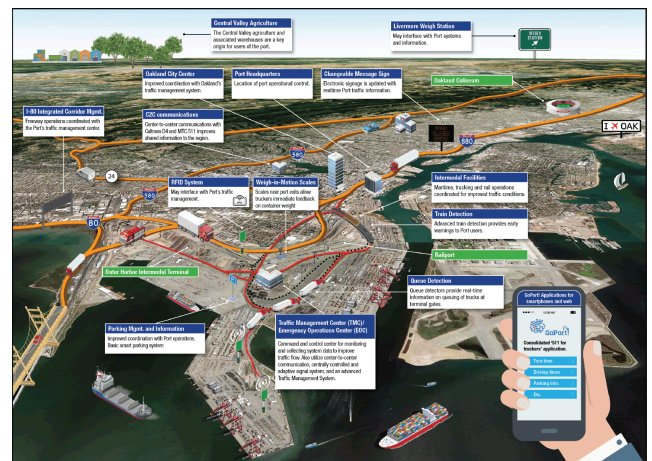 Central Valley Agriculture
The Central Valley agriculture and
associated warehouses are a key
origin for users of the port.
Livermore Weigh Station
May interface with Port systems
and information.
WEIGH
STATION
Oakland City Center
Improved coordination with Oakland's
traffic management system.
Port Headquarters
Location of port operational control.
Changeable Message Sign
Electronic signage is updated with
realtime Port traffic information.
Oakland Coliseum
I-80 Integrated Corridor Mgmt.
Freeway operations coordinated with
the Port's traffic management center.
C2C communications
Center-to-center communications with
Caltrans D4 and MTC 511 improves
shared information to the region.
I OAK
580
880
24
580
80
RFID System
May interface with Port's traffic
management.
Weigh-in-Motion Scales
Scales near port exits allow
truckers immediate feedback
on container weight
Intermodal Facilities
Maritime, trucking and rail operations
coordinated for improved traffic conditions.
Train Detection
Advanced train detection provides early
warnings to Port users.
Railport
Outer Harbor Intermodal Terminal
Queue Detection
Queue detectors provide real-time
information on queuing of trucks at
terminal gates.
Parking Mgmt. and Information
Improved coordination with Port operations.
Basic smart parking system
Traffic Management Center (TMC)/
Emergency Operations Center (EOC)
Command and control center for monitoring
and collecting system data to improve
traffic flow. Also utilize center-to-center
communication, centrally controlled and
adaptive signal system, and an advanced
Traffic Management System.
GoPort! Applications for
smartphones and web
GoPort!
Consolidated '511 for
truckers' application.
Turn time
Driving times
Parking Info.
Etc.